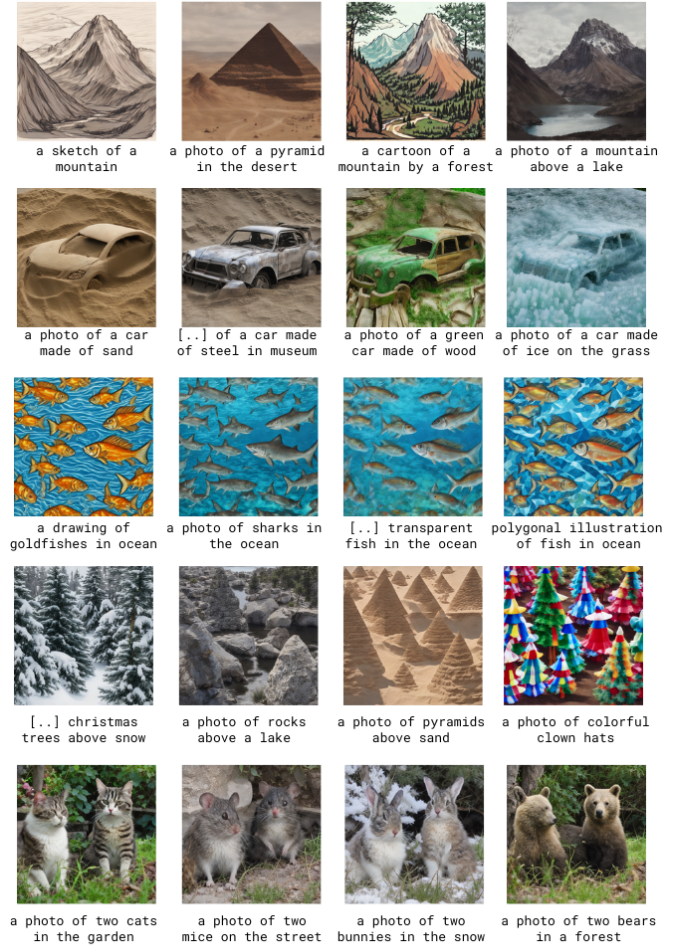 a sketch of a
mountain
a photo of a pyramid
in the desert
a cartoon of a
mountain by a forest
a photo of a mountain
above a lake
a photo of a car
made of sand
[..] of a car made
of steel in museum
a photo of a green
car made of wood
a photo of a car made
of ice on the grass
a drawing of
goldfishes in ocean
a photo of sharks in
the ocean
[..] transparent
fish in the ocean
polygonal illustration
of fish in ocean
[..] christmas
trees above snow
a photo of rocks
above a lake
a photo of pyramids
above sand
a photo of colorful
clown hats
a photo of two cats
in the garden
a photo of two
mice on the street
a photo of two
bunnies in the snow
a photo of two bears
in a forest